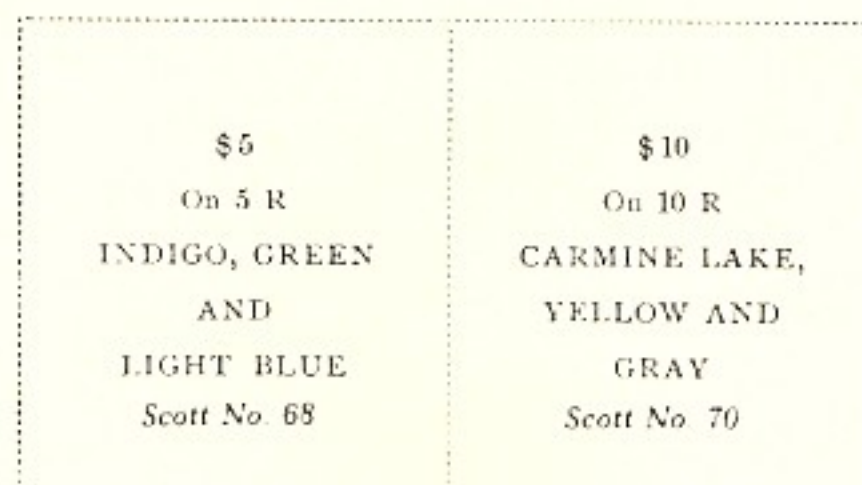 $5
On 5 R
INDIGO, GREEN
AND
LIGHT BLUE
Scott No. 68
$10
On 10 R
CARMINE LAKE,
YELLOW AND
GRAY
Scott No. 70